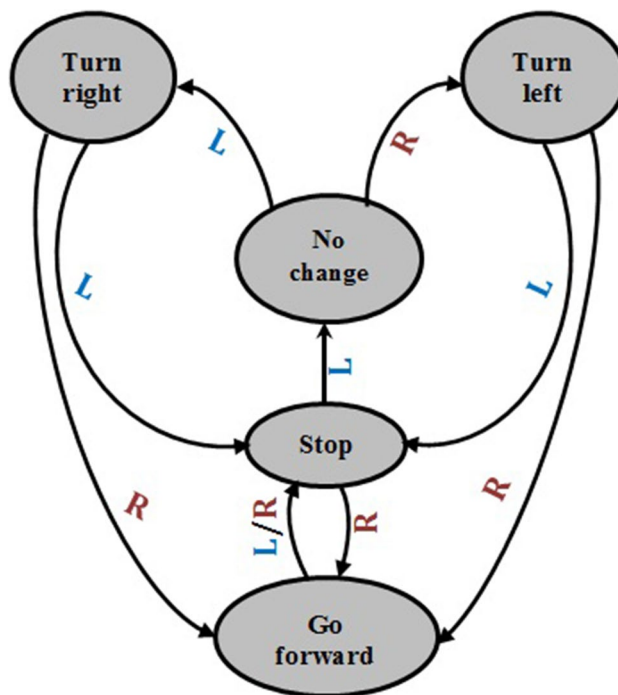 Turn
right
Turn
left
L
R
No
change
L
L
L
Stop
R
L/R
R
R
Go
forward